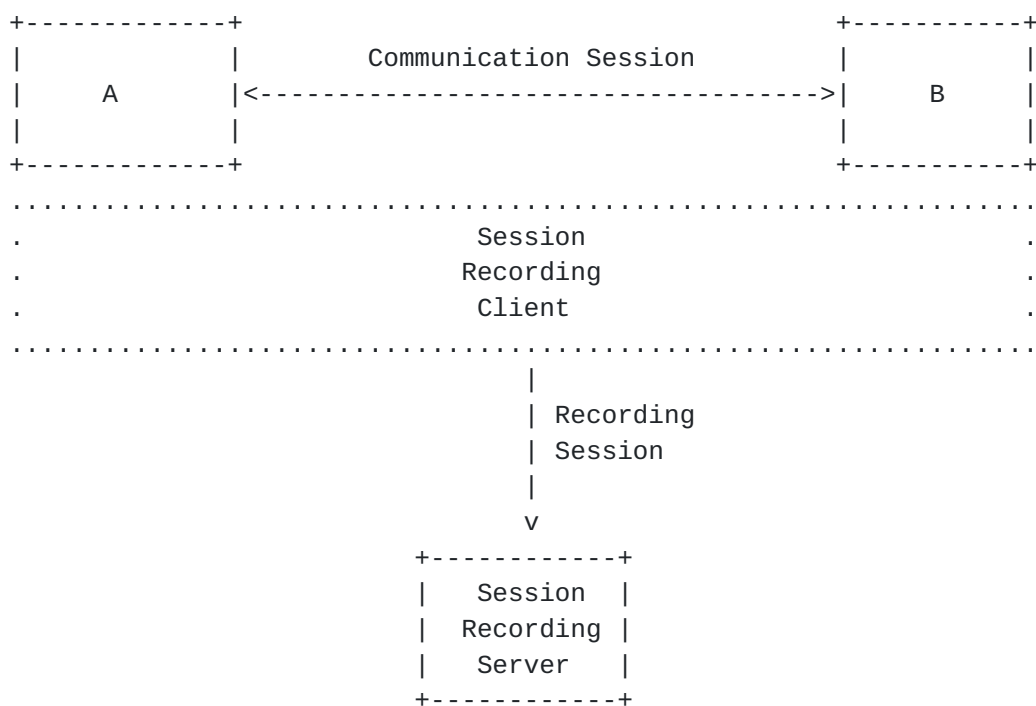 Communication Session
A B
Session
Recording
Client
Recording
Session
Session
Recording
Server